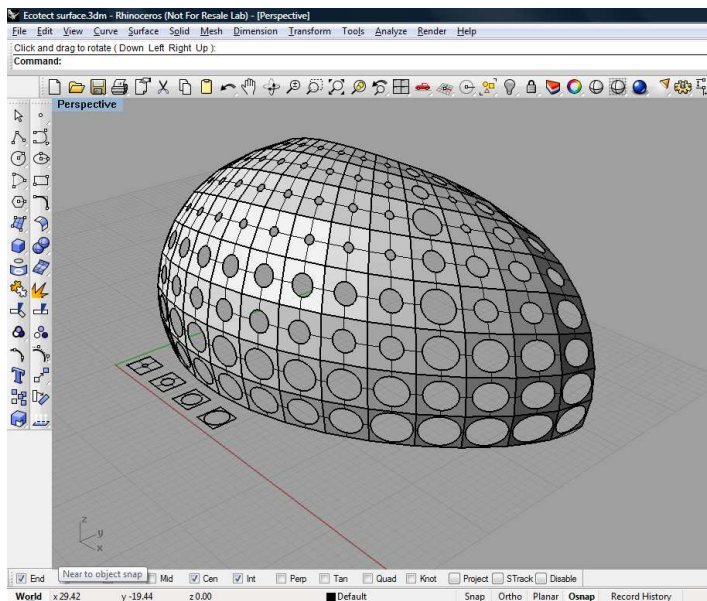 Ecotect surface.3dm - Rhinoceros (Not For Resale Lab) - [Perspective]
File Edit View Curve Surface Solid Mesh Dimension Transform Tools Analyze Render Help
Click and drag to rotate ( Down Left Right Up ):
Command:
Perspective
z
y
x
End Near to object snap Mid Cen Int Perp Tan Quad Knot Project STrack Disable
World x 29.42 y -19.44 z 0.00 Default Snap Ortho Planar Osnap Record History